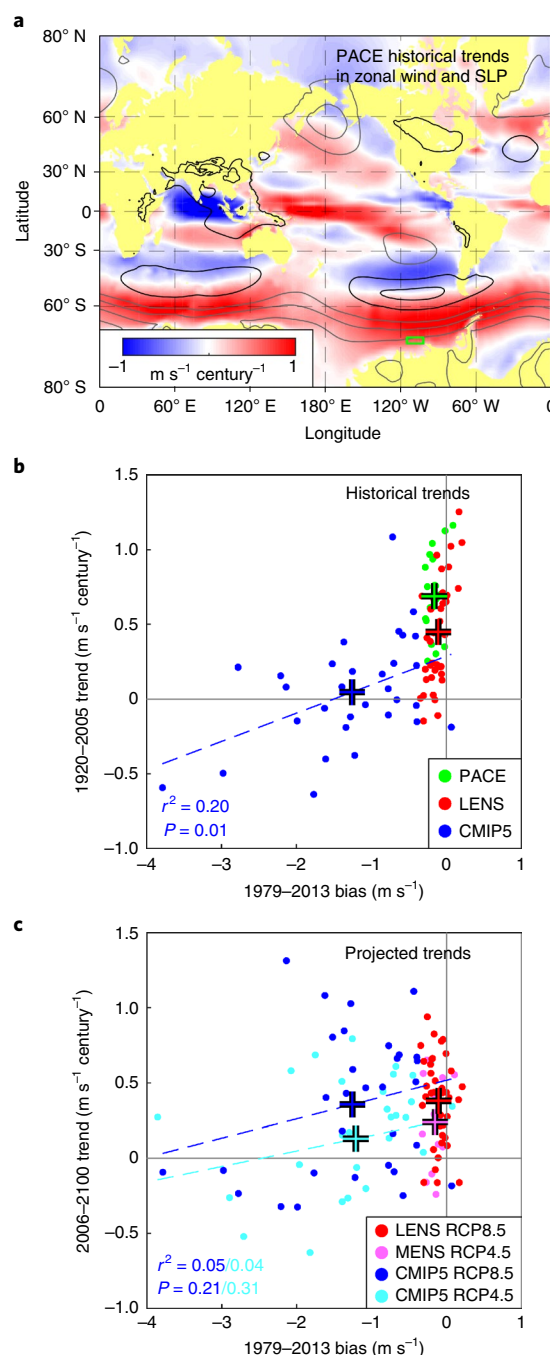 a
80° N
60° N
30° N
0
30° S
60° S
80° S
Latitude
PACE historical trends
in zonal wind and SLP
–1
1
m s⁻¹ century⁻¹
0
60° E
120° E
180° E
120° W
60° W
0
Longitude
b
1.5
1.0
0.5
0
–0.5
–1.0
1920–2005 trend (m s⁻¹ century⁻¹)
Historical trends
r² = 0.20
P = 0.01
PACE
LENS
CMIP5
–4
–3
–2
–1
0
1
1979–2013 bias (m s⁻¹)
c
1.5
1.0
0.5
0
–0.5
–1.0
2006–2100 trend (m s⁻¹ century⁻¹)
Projected trends
r² = 0.05/0.04
P = 0.21/0.31
LENS RCP8.5
MENS RCP4.5
CMIP5 RCP8.5
CMIP5 RCP4.5
–4
–3
–2
–1
0
1
1979–2013 bias (m s⁻¹)